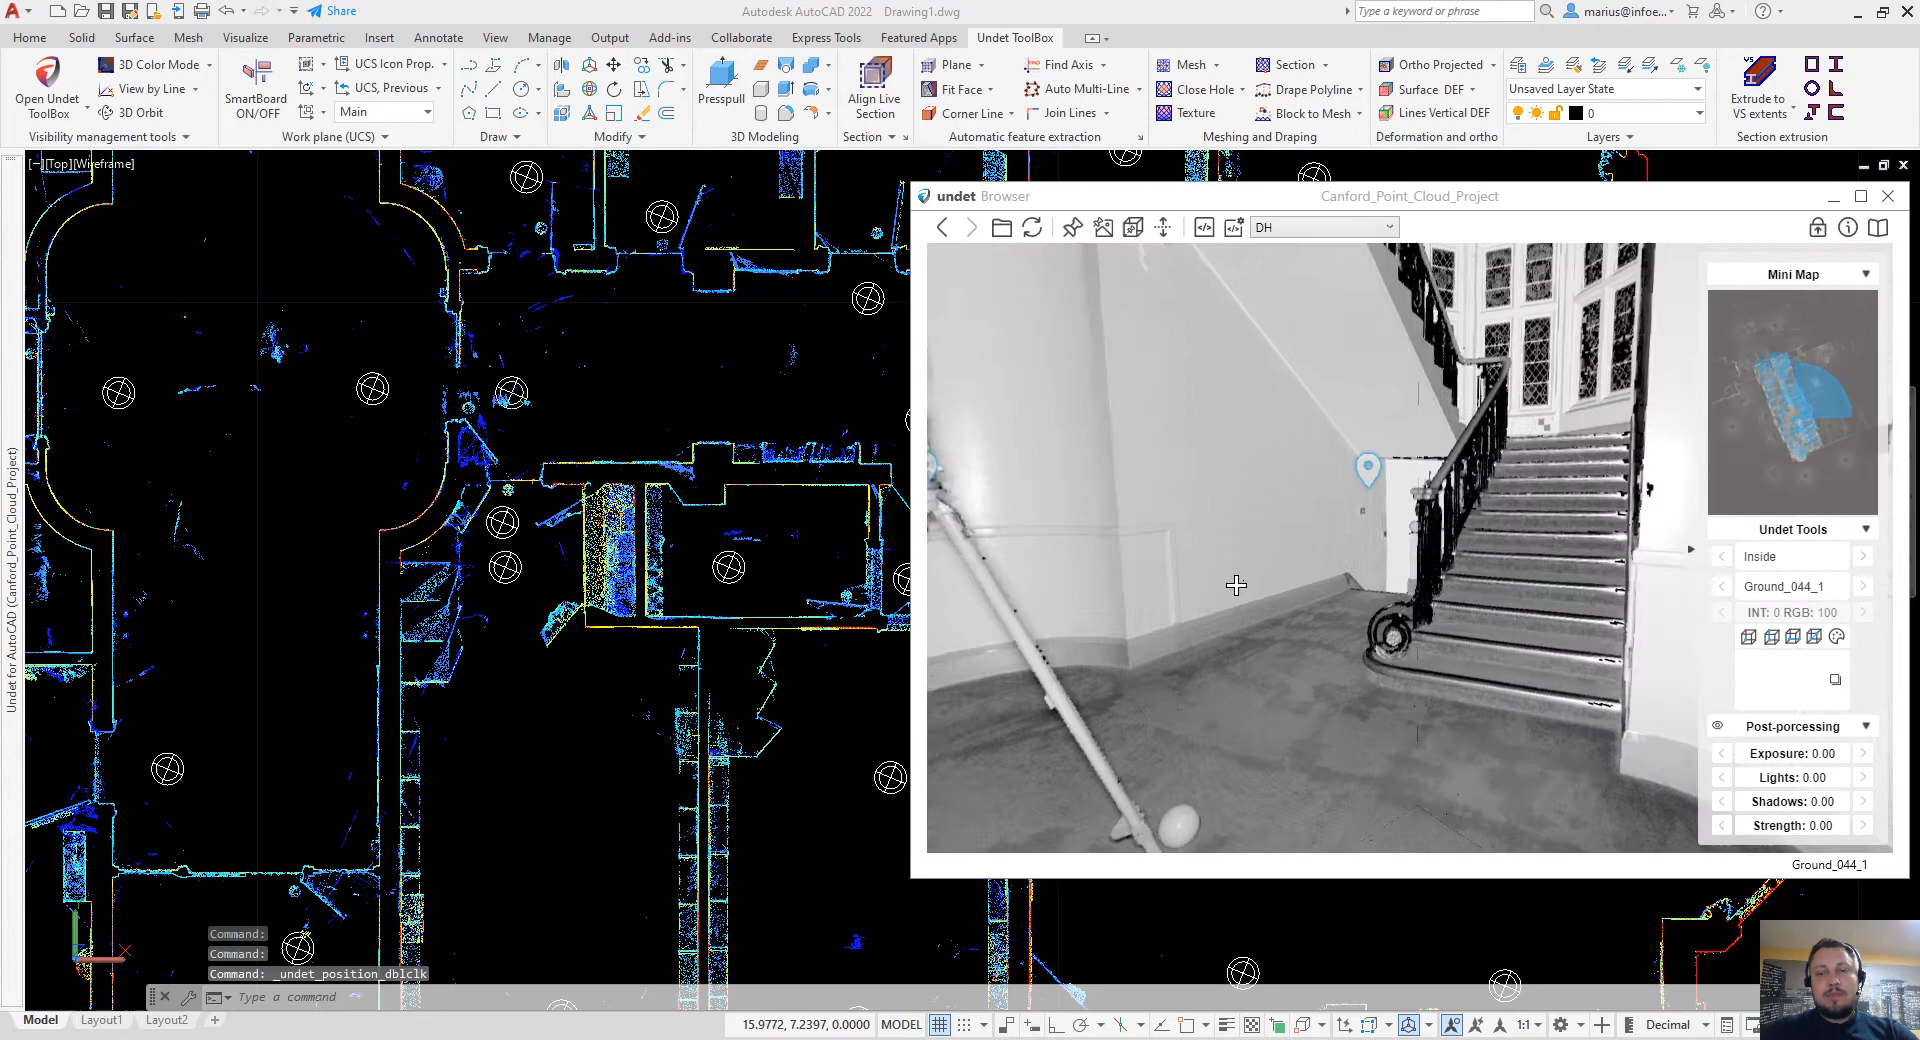 Share
Autodesk AutoCAD 2022 Drawing1.dwg
Type a keyword or phrase
marius@infoe...
Home Solid Surface Mesh Visualize Parametric Insert Annotate View Manage Output Add-ins Collaborate Express Tools Featured Apps Undet ToolBox
Open Undet
ToolBox
3D Color Mode
View by Line
3D Orbit
Visibility management tools
SmartBoard
ON/OFF
UCS Icon Prop.
UCS, Previous
Main
Work plane (UCS)
Draw
Modify
Presspull
3D Modeling
Align Live
Section
Section
Plane
Fit Face
Corner Line
Find Axis
Auto Multi-Line
Join Lines
Automatic feature extraction
Mesh
Close Hole
Texture
Section
Drape Polyline
Block to Mesh
Meshing and Draping
Ortho Projected
Surface DEF
Lines Vertical DEF
Deformation and ortho
Unsaved Layer State
0
Layers
VS
Extrude to
VS extents
Section extrusion
[−][Top][Wireframe]
Undet for AutoCAD (Canford_Point_Cloud_Project)
undet Browser
Canford_Point_Cloud_Project
DH
Mini Map
Undet Tools
Inside
Ground_044_1
INT: 0 RGB: 100
Post-porcessing
Exposure: 0.00
Lights: 0.00
Shadows: 0.00
Strength: 0.00
Ground_044_1
Command:
Command:
Command: _undet_position_dblclk
Type a command
Model Layout1 Layout2 +
15.9772, 7.2397, 0.0000 MODEL
1:1
Decimal